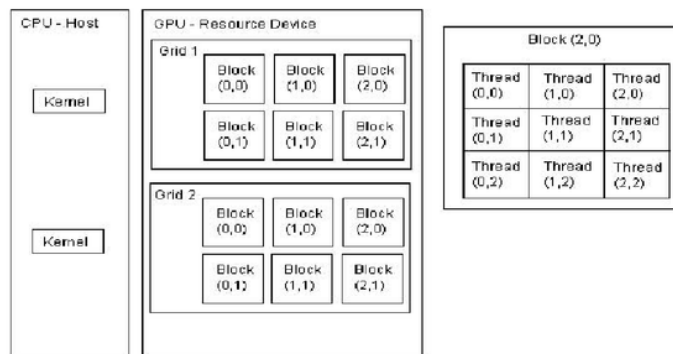 CPU - Host
Kernel
Kernel
GPU - Resource Device
Grid 1
Block
(0,0)
Block
(1,0)
Block
(2,0)
Block
(0,1)
Block
(1,1)
Block
(2,1)
Grid 2
Block
(0,0)
Block
(1,0)
Block
(2,0)
Block
(0,1)
Block
(1,1)
Block
(2,1)
Block (2,0)
Thread
(0,0)
Thread
(1,0)
Thread
(2,0)
Thread
(0,1)
Thread
(1,1)
Thread
(2,1)
Thread
(0,2)
Thread
(1,2)
Thread
(2,2)